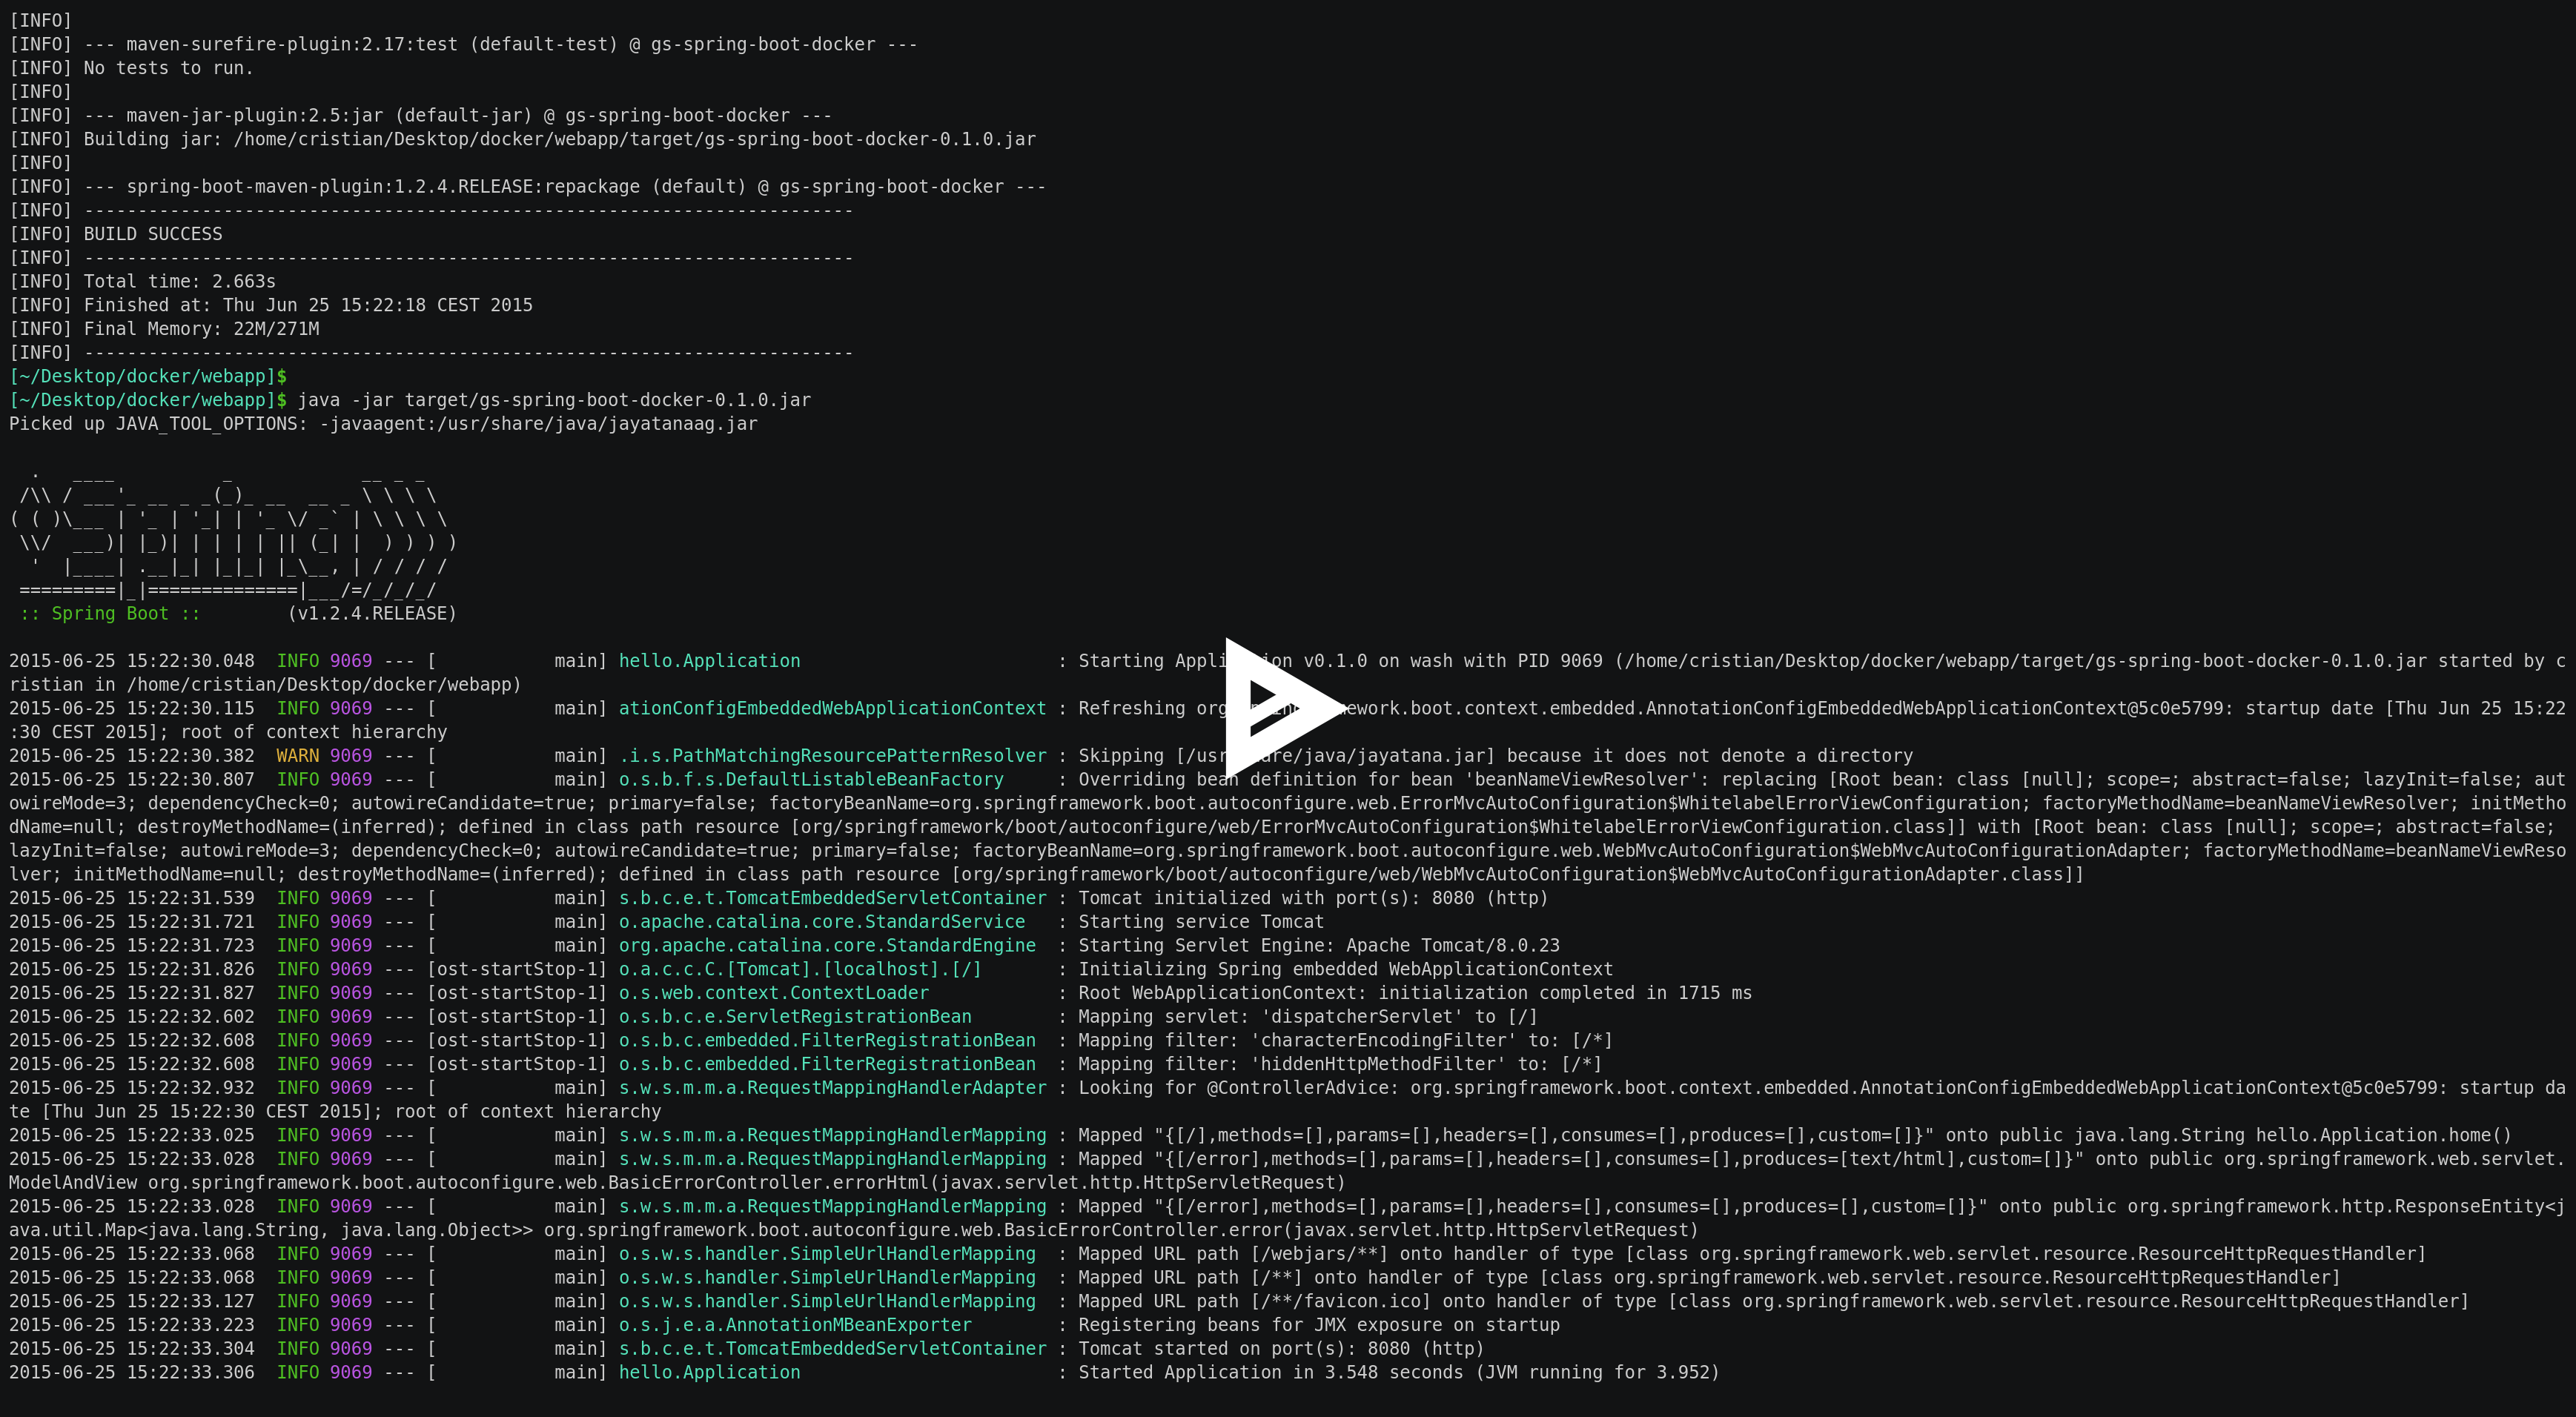 [INFO]
[INFO] --- maven-surefire-plugin:2.17:test (default-test) @ gs-spring-boot-docker ---
[INFO] No tests to run.
[INFO]
[INFO] --- maven-jar-plugin:2.5:jar (default-jar) @ gs-spring-boot-docker ---
[INFO] Building jar: /home/cristian/Desktop/docker/webapp/target/gs-spring-boot-docker-0.1.0.jar
[INFO]
[INFO] --- spring-boot-maven-plugin:1.2.4.RELEASE:repackage (default) @ gs-spring-boot-docker ---
[INFO] ------------------------------------------------------------------------
[INFO] BUILD SUCCESS
[INFO] ------------------------------------------------------------------------
[INFO] Total time: 2.663s
[INFO] Finished at: Thu Jun 25 15:22:18 CEST 2015
[INFO] Final Memory: 22M/271M
[INFO] ------------------------------------------------------------------------
[~/Desktop/docker/webapp]$
[~/Desktop/docker/webapp]$ java -jar target/gs-spring-boot-docker-0.1.0.jar
Picked up JAVA_TOOL_OPTIONS: -javaagent:/usr/share/java/jayatanaag.jar

  .   ____          _            __ _ _
 /\\ / ___'_ __ _ _(_)_ __  __ _ \ \ \ \
( ( )\___ | '_ | '_| | '_ \/ _` | \ \ \ \
 \\/  ___)| |_)| | | | | || (_| |  ) ) ) )
  '  |____| .__|_| |_|_| |_\__, | / / / /
 =========|_|==============|___/=/_/_/_/
 :: Spring Boot ::        (v1.2.4.RELEASE)

2015-06-25 15:22:30.048  INFO 9069 --- [           main] hello.Application                        : Starting v0.1.0 on wash with PID 9069 (/home/cristian/Desktop/docker/webapp/target/gs-spring-boot-docker-0.1.0.jar started by c
ristian in /home/cristian/Desktop/docker/webapp)
2015-06-25 15:22:30.115  INFO 9069 --- [           main] ationConfigEmbeddedWebApplicationContext : Refreshing startup date [Thu Jun 25 15:22
:30 CEST 2015]; root of context hierarchy
2015-06-25 15:22:30.382  WARN 9069 --- [           main] .i.s.PathMatchingResourcePatternResolver : Skipping because it does not denote a directory
2015-06-25 15:22:30.807  INFO 9069 --- [           main] o.s.b.f.s.DefaultListableBeanFactory     : Overriding bean definition for bean 'beanNameViewResolver': replacing [Root bean: class [null]; scope=; abstract=false; lazyInit=false; aut
owireMode=3; dependencyCheck=0; autowireCandidate=true; primary=false; factoryBeanName=org.springframework.boot.autoconfigure.web.ErrorMvcAutoConfiguration$WhitelabelErrorViewConfiguration; factoryMethodName=beanNameViewResolver; initMetho
dName=null; destroyMethodName=(inferred); defined in class path resource [org/springframework/boot/autoconfigure/web/ErrorMvcAutoConfiguration$WhitelabelErrorViewConfiguration.class]] with [Root bean: class [null]; scope=; abstract=false;
lazyInit=false; autowireMode=3; dependencyCheck=0; autowireCandidate=true; primary=false; factoryBeanName=org.springframework.boot.autoconfigure.web.WebMvcAutoConfiguration$WebMvcAutoConfigurationAdapter; factoryMethodName=beanNameViewReso
lver; initMethodName=null; destroyMethodName=(inferred); defined in class path resource [org/springframework/boot/autoconfigure/web/WebMvcAutoConfiguration$WebMvcAutoConfigurationAdapter.class]]
2015-06-25 15:22:31.539  INFO 9069 --- [           main] s.b.c.e.t.TomcatEmbeddedServletContainer : Tomcat initialized with port(s): 8080 (http)
2015-06-25 15:22:31.721  INFO 9069 --- [           main] o.apache.catalina.core.StandardService   : Starting service Tomcat
2015-06-25 15:22:31.723  INFO 9069 --- [           main] org.apache.catalina.core.StandardEngine  : Starting Servlet Engine: Apache Tomcat/8.0.23
2015-06-25 15:22:31.826  INFO 9069 --- [ost-startStop-1] o.a.c.c.C.[Tomcat].[localhost].[/]       : Initializing Spring embedded WebApplicationContext
2015-06-25 15:22:31.827  INFO 9069 --- [ost-startStop-1] o.s.web.context.ContextLoader            : Root WebApplicationContext: initialization completed in 1715 ms
2015-06-25 15:22:32.602  INFO 9069 --- [ost-startStop-1] o.s.b.c.e.ServletRegistrationBean        : Mapping servlet: 'dispatcherServlet' to [/]
2015-06-25 15:22:32.608  INFO 9069 --- [ost-startStop-1] o.s.b.c.embedded.FilterRegistrationBean  : Mapping filter: 'characterEncodingFilter' to: [/*]
2015-06-25 15:22:32.608  INFO 9069 --- [ost-startStop-1] o.s.b.c.embedded.FilterRegistrationBean  : Mapping filter: 'hiddenHttpMethodFilter' to: [/*]
2015-06-25 15:22:32.932  INFO 9069 --- [           main] s.w.s.m.m.a.RequestMappingHandlerAdapter : Looking for @ControllerAdvice: org.springframework.boot.context.embedded.AnnotationConfigEmbeddedWebApplicationContext@5c0e5799: startup da
te [Thu Jun 25 15:22:30 CEST 2015]; root of context hierarchy
2015-06-25 15:22:33.025  INFO 9069 --- [           main] s.w.s.m.m.a.RequestMappingHandlerMapping : Mapped "{[/],methods=[],params=[],headers=[],consumes=[],produces=[],custom=[]}" onto public java.lang.String hello.Application.home()
2015-06-25 15:22:33.028  INFO 9069 --- [           main] s.w.s.m.m.a.RequestMappingHandlerMapping : Mapped "{[/error],methods=[],params=[],headers=[],consumes=[],produces=[text/html],custom=[]}" onto public org.springframework.web.servlet.
ModelAndView org.springframework.boot.autoconfigure.web.BasicErrorController.errorHtml(javax.servlet.http.HttpServletRequest)
2015-06-25 15:22:33.028  INFO 9069 --- [           main] s.w.s.m.m.a.RequestMappingHandlerMapping : Mapped "{[/error],methods=[],params=[],headers=[],consumes=[],produces=[],custom=[]}" onto public org.springframework.http.ResponseEntity<j
ava.util.Map<java.lang.String, java.lang.Object>> org.springframework.boot.autoconfigure.web.BasicErrorController.error(javax.servlet.http.HttpServletRequest)
2015-06-25 15:22:33.068  INFO 9069 --- [           main] o.s.w.s.handler.SimpleUrlHandlerMapping  : Mapped URL path [/webjars/**] onto handler of type [class org.springframework.web.servlet.resource.ResourceHttpRequestHandler]
2015-06-25 15:22:33.068  INFO 9069 --- [           main] o.s.w.s.handler.SimpleUrlHandlerMapping  : Mapped URL path [/**] onto handler of type [class org.springframework.web.servlet.resource.ResourceHttpRequestHandler]
2015-06-25 15:22:33.127  INFO 9069 --- [           main] o.s.w.s.handler.SimpleUrlHandlerMapping  : Mapped URL path [/**/favicon.ico] onto handler of type [class org.springframework.web.servlet.resource.ResourceHttpRequestHandler]
2015-06-25 15:22:33.223  INFO 9069 --- [           main] o.s.j.e.a.AnnotationMBeanExporter        : Registering beans for JMX exposure on startup
2015-06-25 15:22:33.304  INFO 9069 --- [           main] s.b.c.e.t.TomcatEmbeddedServletContainer : Tomcat started on port(s): 8080 (http)
2015-06-25 15:22:33.306  INFO 9069 --- [           main] hello.Application                        : Started Application in 3.548 seconds (JVM running for 3.952)